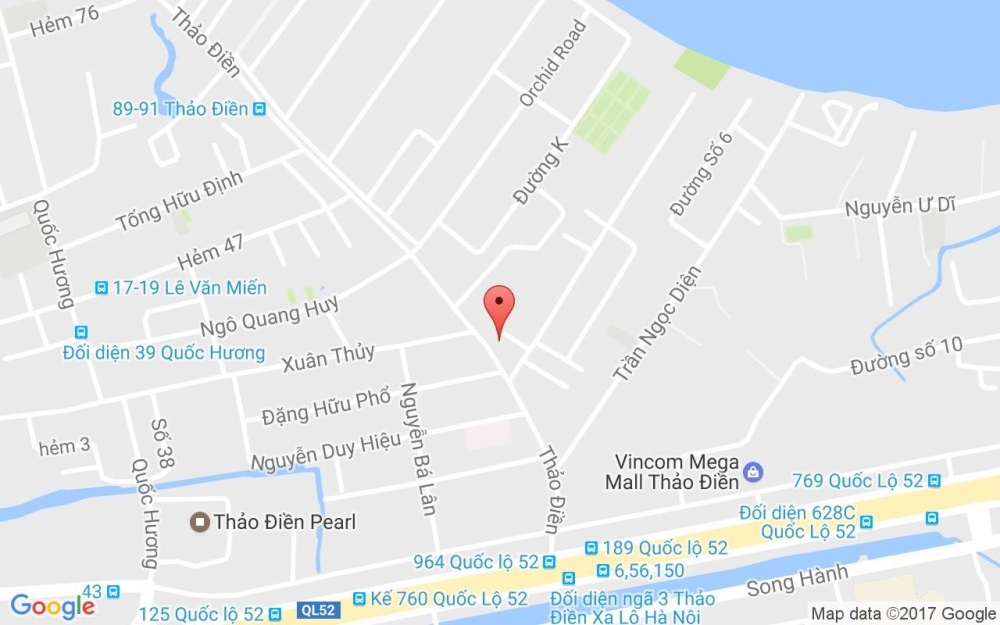 Hẻm 76
Thảo Điền
Orchid Road
89-91 Thảo Điền
Đường K
Đường Số 6
Tống Hữu Định
Quốc Hương
Nguyễn Ư Dĩ
Hẻm 47
17-19 Lê Văn Miến
Ngô Quang Huy
Trần Ngọc Diện
Đối diện 39 Quốc Hương
Xuân Thủy
Đường số 10
Đặng Hữu Phổ
Nguyễn Bá Lân
hẻm 3
Số 38
Nguyễn Duy Hiệu
Quốc Hương
Thảo Điền
Vincom Mega
Mall Thảo Điền
769 Quốc Lộ 52
Thảo Điền Pearl
Đối diện 628C
Quốc Lộ 52
189 Quốc lộ 52
964 Quốc lộ 52
6,56,150
Song Hành
43
Kế 760 Quốc Lộ 52
Đối diện ngã 3 Thảo
Điền Xa Lộ Hà Nội
125 Quốc lộ 52
QL52
Google
Map data ©2017 Google